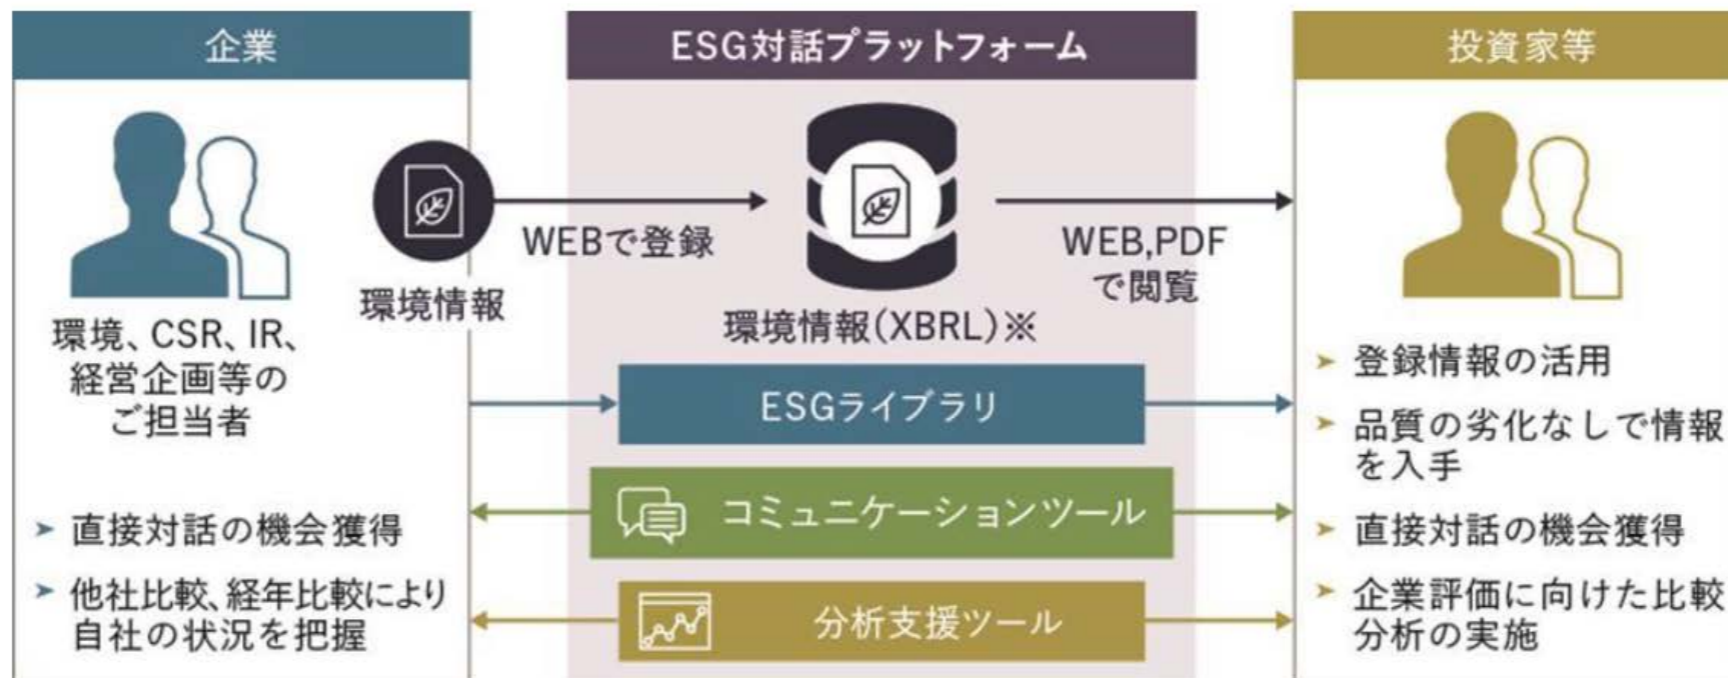 企業
環境情報
環境、CSR、IR、
経営企画等の
ご担当者
➤ 直接対話の機会獲得
➤ 他社比較、経年比較により
自社の状況を把握
ESG対話プラットフォーム
WEBで登録
環境情報(XBRL)※
WEB,PDF
で閲覧
ESGライブラリ
コミュニケーションツール
分析支援ツール
投資家等
➤ 登録情報の活用
➤ 品質の劣化なしで情報
を入手
➤ 直接対話の機会獲得
➤ 企業評価に向けた比較
分析の実施